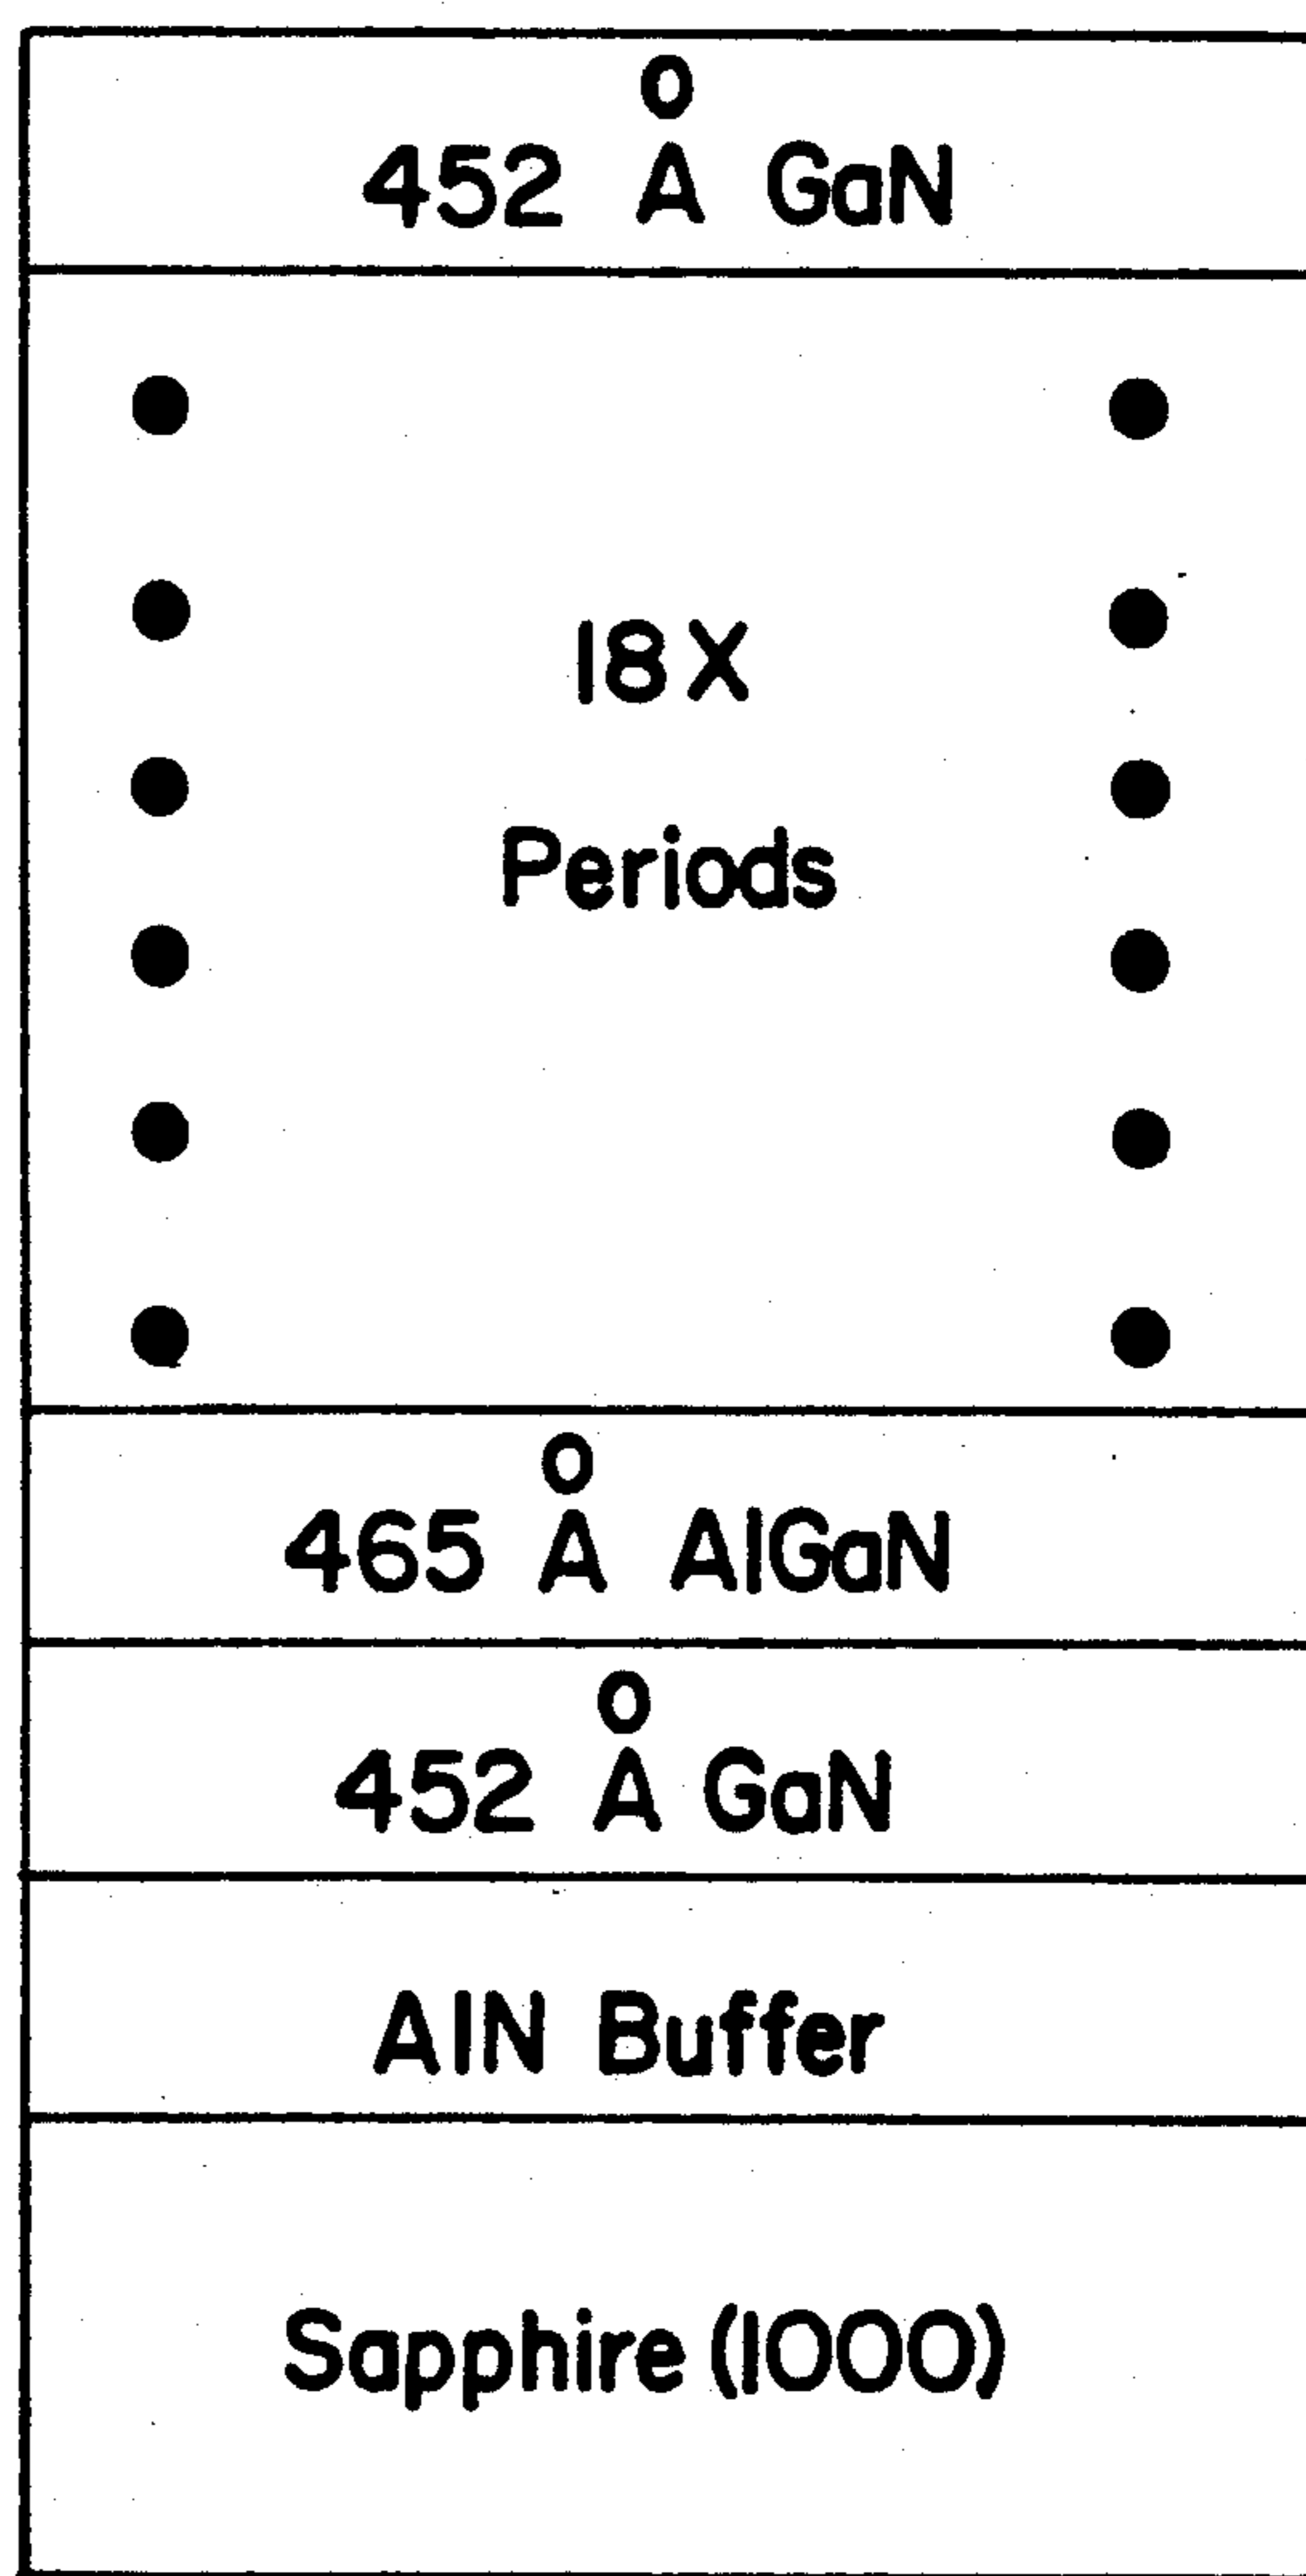 452 Å GaN
18X
Periods
465 Å AlGaN
452 Å GaN
AlN Buffer
Sapphire (1000)